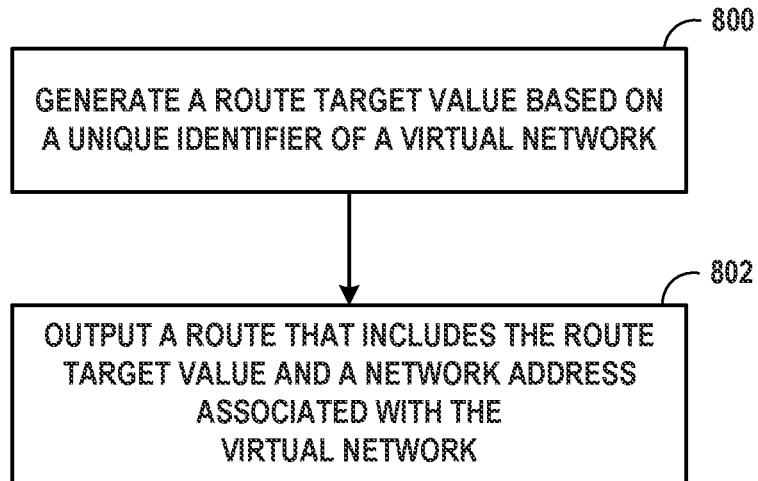 800
GENERATE A ROUTE TARGET VALUE BASED ON
A UNIQUE IDENTIFIER OF A VIRTUAL NETWORK
802
OUTPUT A ROUTE THAT INCLUDES THE ROUTE
TARGET VALUE AND A NETWORK ADDRESS
ASSOCIATED WITH THE
VIRTUAL NETWORK